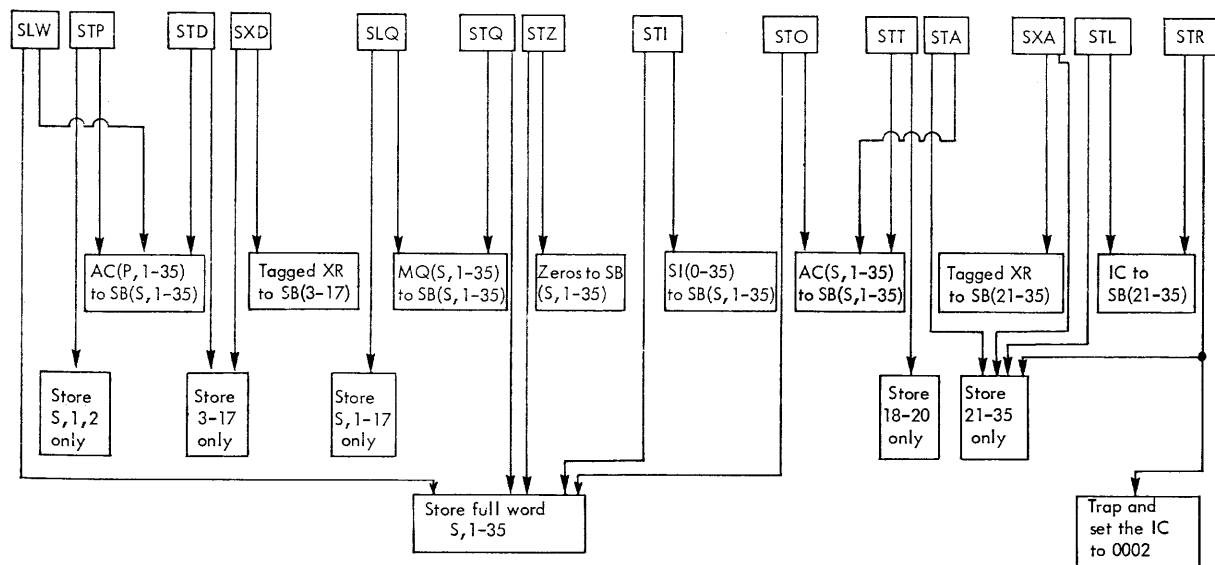 SLW
STP
STD
SXD
SLQ
STQ
STZ
STI
STO
STT
STA
SXA
STL
STR
AC(P,1-35)
to SB(S,1-35)
Tagged XR
to SB(3-17)
MQ(S,1-35)
to SB(S,1-35)
Zeros to SB
(S,1-35)
SI(0-35)
to SB(S,1-35)
AC(S,1-35)
to SB(S,1-35)
Tagged XR
to SB(21-35)
IC to
SB(21-35)
Store
S,1,2
only
Store
3-17
only
Store
S,1-17
only
Store
18-20
only
Store
21-35
only
Store full word
S,1-35
Trap and
set the IC
to 0002